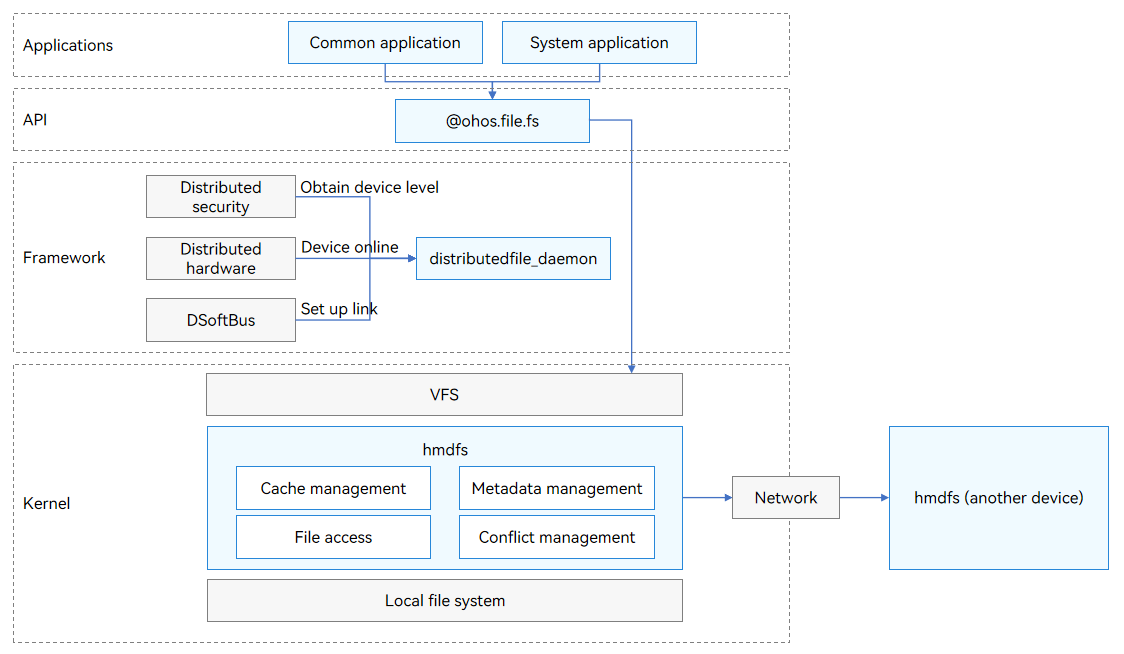 Applications
Common application
System application
API
@ohos.file.fs
Framework
Distributed
security
Obtain device level
Distributed
hardware
Device online
distributedfile_daemon
DSoftBus
Set up link
Kernel
VFS
hmdfs
Cache management
Metadata management
File access
Conflict management
Local file system
Network
hmdfs (another device)